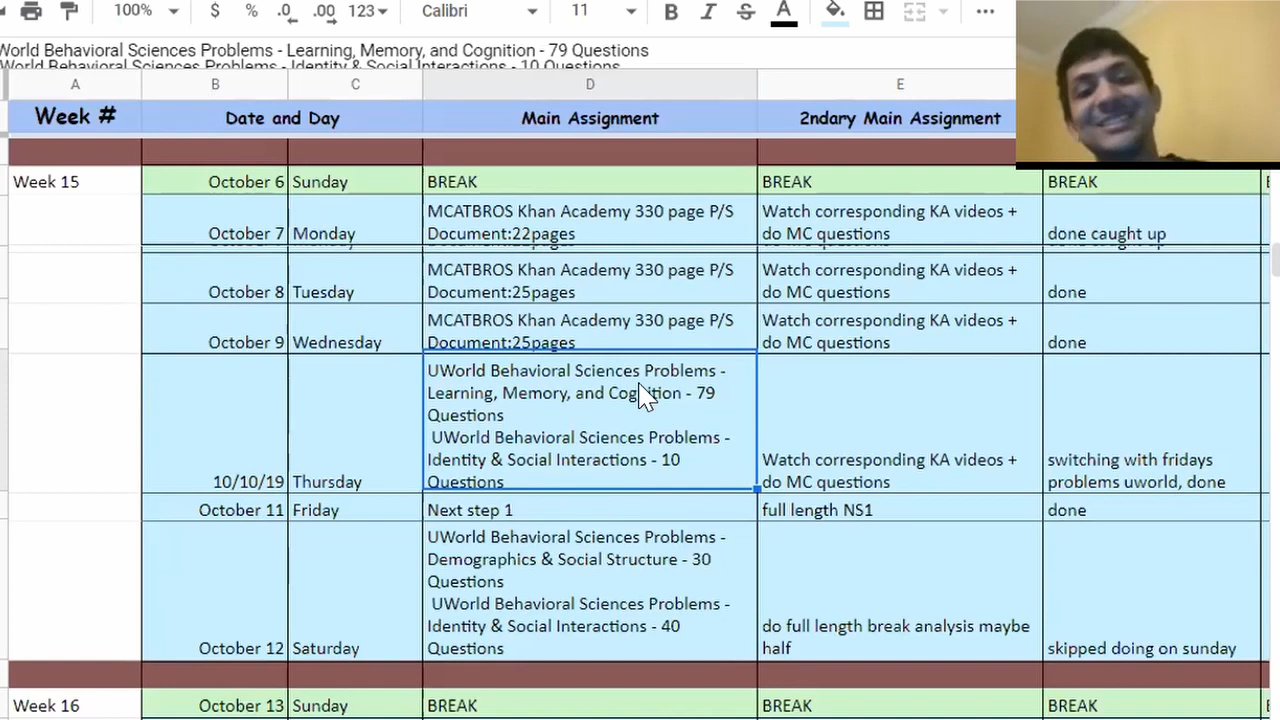 100% $ % .0 .00 123 Calibri 11 B I S A ...
World Behavioral Sciences Problems - Learning, Memory, and Cognition - 79 Questions
World Behavioral Sciences Problems - Identity & Social Interactions - 10 Questions
A B C D E
Week # Date and Day Main Assignment 2ndary Main Assignment
Week 15 October 6 Sunday BREAK BREAK BREAK
MCATBROS Khan Academy 330 page P/S Watch corresponding KA videos +
October 7 Monday Document:22pages do MC questions done caught up
MCATBROS Khan Academy 330 page P/S Watch corresponding KA videos +
October 8 Tuesday Document:25pages do MC questions done
MCATBROS Khan Academy 330 page P/S Watch corresponding KA videos +
October 9 Wednesday Document:25pages do MC questions done
UWorld Behavioral Sciences Problems -
Learning, Memory, and Cognition - 79
Questions
UWorld Behavioral Sciences Problems -
Identity & Social Interactions - 10 Watch corresponding KA videos + switching with fridays
10/10/19 Thursday Questions do MC questions problems uworld, done
October 11 Friday Next step 1 full length NS1 done
UWorld Behavioral Sciences Problems -
Demographics & Social Structure - 30
Questions
UWorld Behavioral Sciences Problems -
Identity & Social Interactions - 40 do full length break analysis maybe
October 12 Saturday Questions half skipped doing on sunday
Week 16 October 13 Sunday BREAK BREAK BREAK